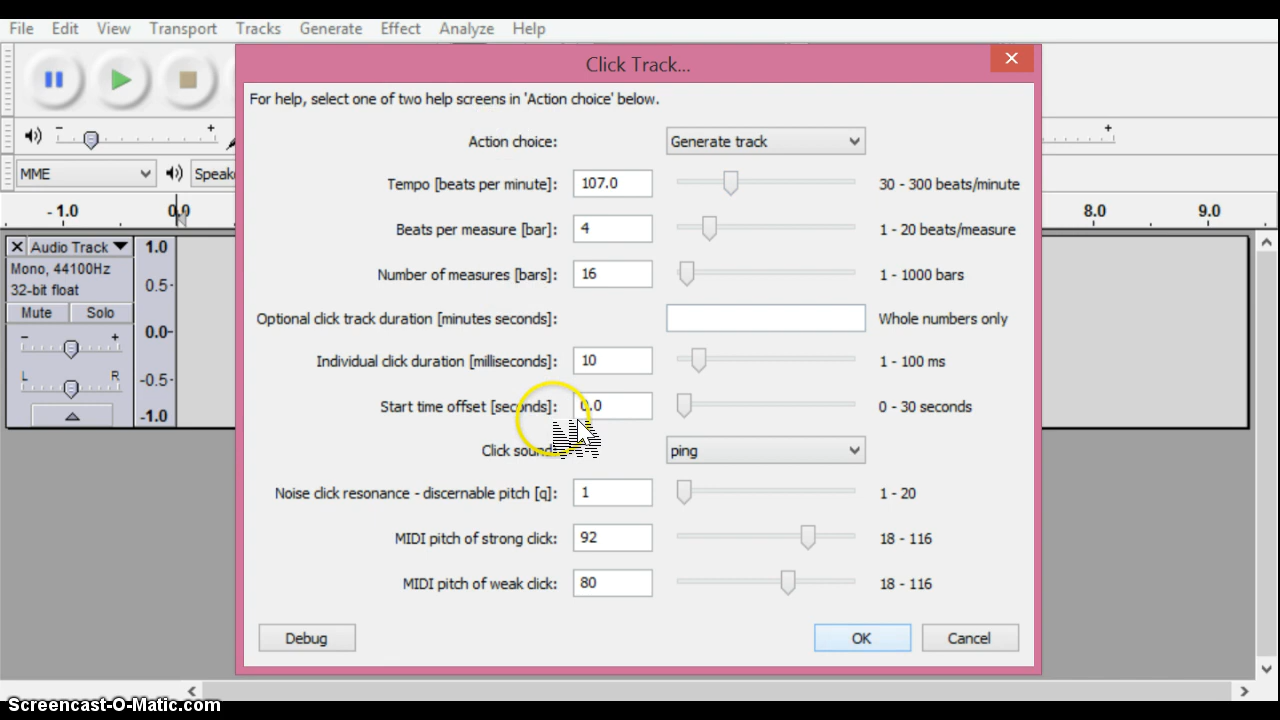 File Edit View Transport Tracks Generate Effect Analyze Help
Click Track...
For help, select one of two help screens in 'Action choice' below.
Action choice: Generate track
Tempo [beats per minute]: 107.0 30 - 300 beats/minute
Beats per measure [bar]: 4 1 - 20 beats/measure
Number of measures [bars]: 16 1 - 1000 bars
Optional click track duration [minutes seconds]: Whole numbers only
Individual click duration [milliseconds]: 10 1 - 100 ms
Start time offset [seconds]: 0.0 0 - 30 seconds
Click sound: ping
Noise click resonance - discernable pitch [q]: 1 1 - 20
MIDI pitch of strong click: 92 18 - 116
MIDI pitch of weak click: 80 18 - 116
Debug OK Cancel
MME Speake
- 1.0 0.0 8.0 9.0
Audio Track 1.0
Mono, 44100Hz
32-bit float 0.5-
Mute Solo
0.0-
- +
L R -0.5-
-1.0
Screencast-O-Matic.com